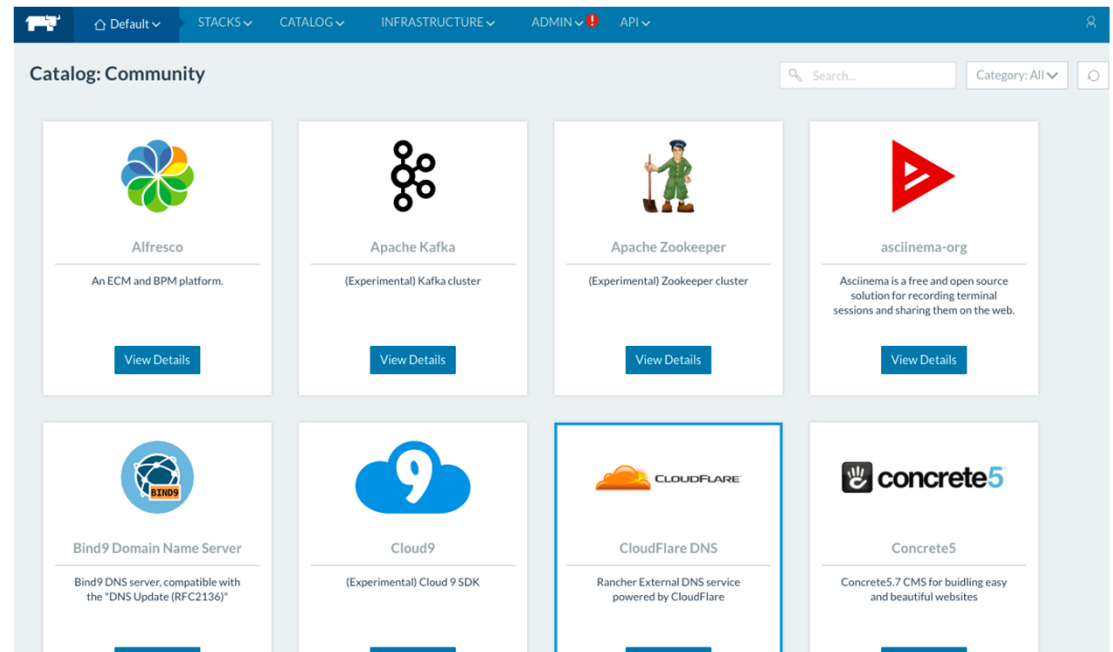 Default
STACKS
CATALOG
INFRASTRUCTURE
ADMIN
!
API
Catalog: Community
Search...
Category: All
Alfresco
An ECM and BPM platform.
View Details
Apache Kafka
(Experimental) Kafka cluster
View Details
Apache Zookeeper
(Experimental) Zookeeper cluster
View Details
asciinema-org
Asciinema is a free and open source
solution for recording terminal
sessions and sharing them on the web.
View Details
BIND9
Bind9 Domain Name Server
Bind9 DNS server, compatible with
the "DNS Update (RFC2136)"
9
Cloud9
(Experimental) Cloud 9 SDK
CLOUDFLARE
CloudFlare DNS
Rancher External DNS service
powered by CloudFlare
concrete5
Concrete5
Concrete5.7 CMS for buidling easy
and beautiful websites